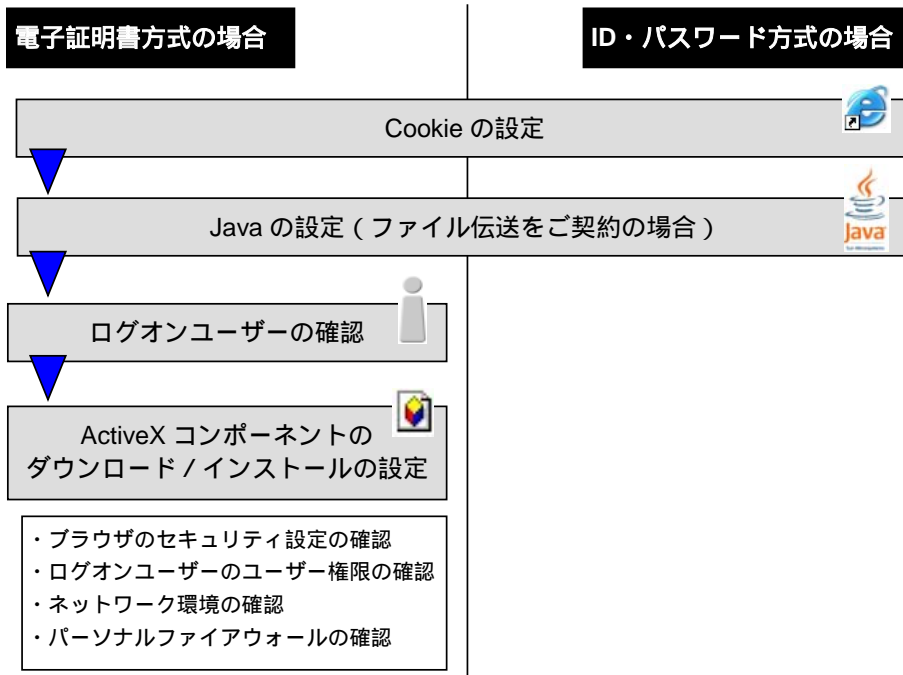 電子証明書方式の場合
ID・パスワード方式の場合
Cookie の設定
Java の設定（ファイル伝送をご契約の場合）
Java
ログオンユーザーの確認
ActiveX コンポーネントの
ダウンロード / インストールの設定
・ブラウザのセキュリティ設定の確認
・ログオンユーザーのユーザー権限の確認
・ネットワーク環境の確認
・パーソナルファイアウォールの確認